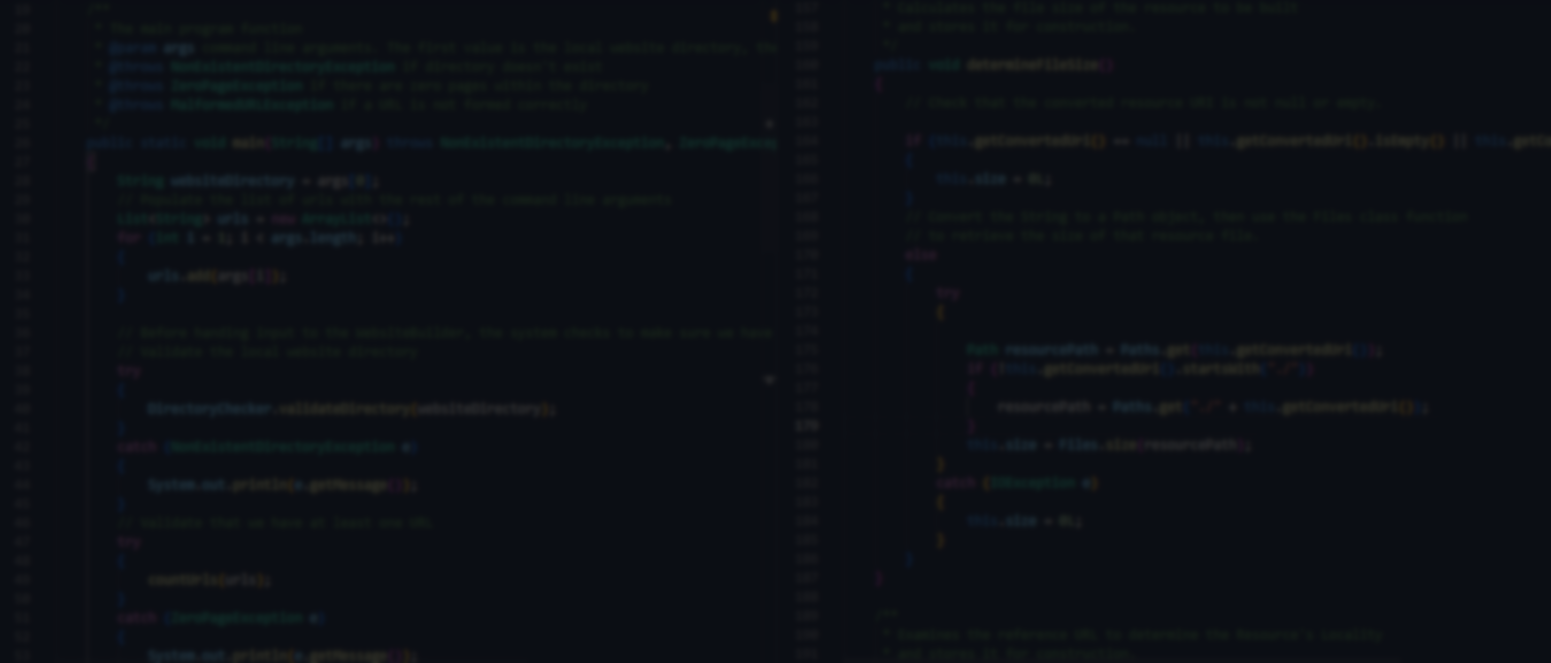 /**
* The main program function
* @param args command line arguments. The first value is the local website directory, the
* @throws NonExistentDirectoryException if directory doesn't exist
* @throws ZeroPageException if there are zero pages within the directory
* @throws MalformedURLException if a URL is not formed correctly
*/
public static void main(String[] args) throws NonExistentDirectoryException, ZeroPageExcep
{
String websiteDirectory = args[0];
// Populate the list of urls with the rest of the command line arguments
List<String> urls = new ArrayList<>();
for (int i = 1; i < args.length; i++)
{
urls.add(args[i]);
}
// Before handing input to the WebsiteBuilder, the system checks to make sure we have
// Validate the local website directory
try
{
DirectoryChecker.validateDirectory(websiteDirectory);
}
catch (NonExistentDirectoryException e)
{
System.out.println(e.getMessage());
}
// Validate that we have at least one URL
try
{
countUrls(urls);
}
catch (ZeroPageException e)
{
System.out.println(e.getMessage());
* Calculates the file size of the resource to be built
* and stores it for construction.
*/
public void determineFileSize()
{
// Check that the converted resource URI is not null or empty.
if (this.getConvertedUri() == null || this.getConvertedUri().isEmpty() || this.getCo
{
this.size = 0L;
}
// Convert the String to a Path object, then use the Files class function
// to retrieve the size of that resource file.
else
{
try
{
Path resourcePath = Paths.get(this.getConvertedUri());
if (!this.getConvertedUri().startsWith("./"))
{
resourcePath = Paths.get("./" + this.getConvertedUri());
}
this.size = Files.size(resourcePath);
}
catch (IOException e)
{
this.size = 0L;
}
}
}
/**
* Examines the reference URL to determine the Resource's Locality
* and stores it for construction.